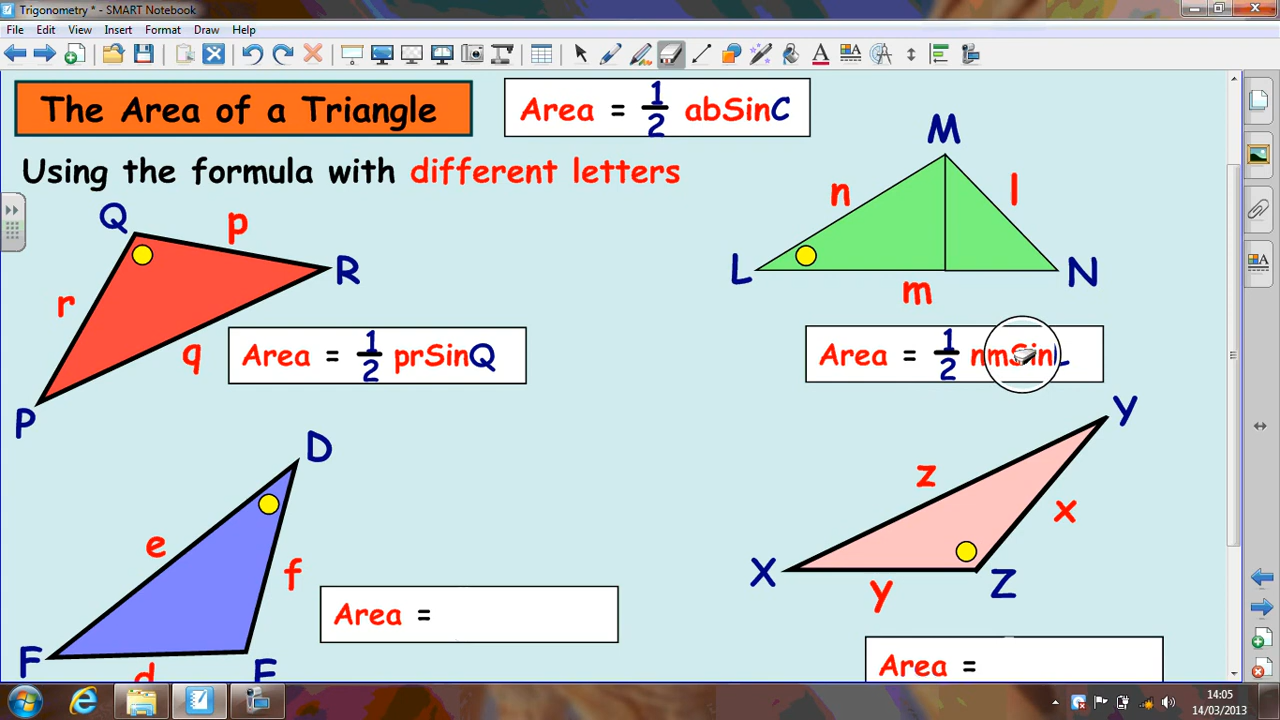 Trigonometry * - SMART Notebook
File Edit View Insert Format Draw Help
The Area of a Triangle
Area = 1/2 abSinC
Using the formula with different letters
Q
p
R
r
q
P
Area = 1/2 prSinQ
M
n
l
L
m
N
Area = 1/2 nmSinL
D
e
f
F
d
Area =
Y
z
x
X
y
Z
Area =
14:05
14/03/2013